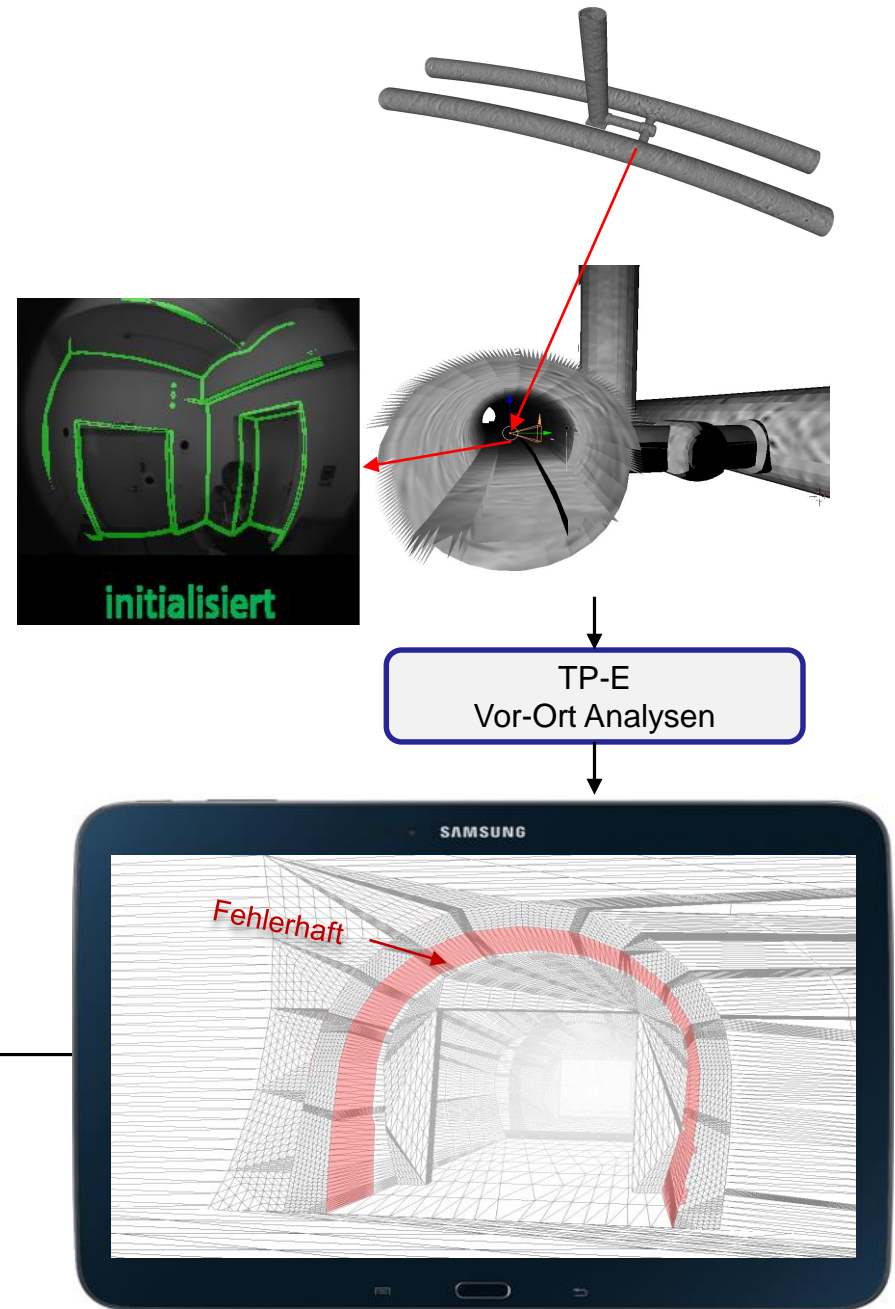 initialisiert
TP-E
Vor-Ort Analysen
SAMSUNG
Fehlerhaft